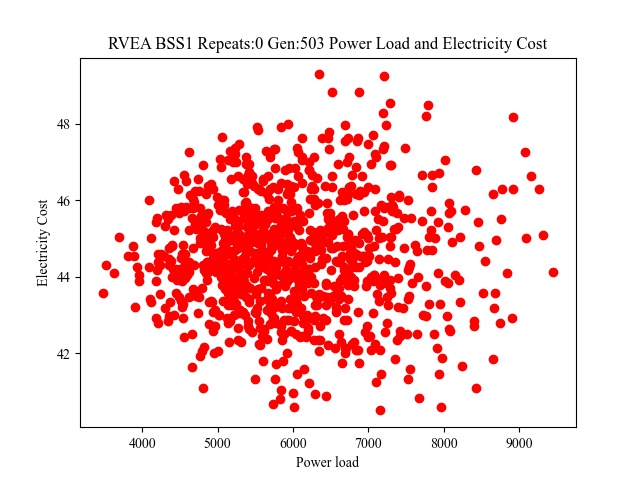 RVEA BSS1 Repeats:0 Gen:503 Power Load and Electricity Cost
48
46
44
42
Electricity Cost
4000 5000 6000 7000 8000 9000
Power load